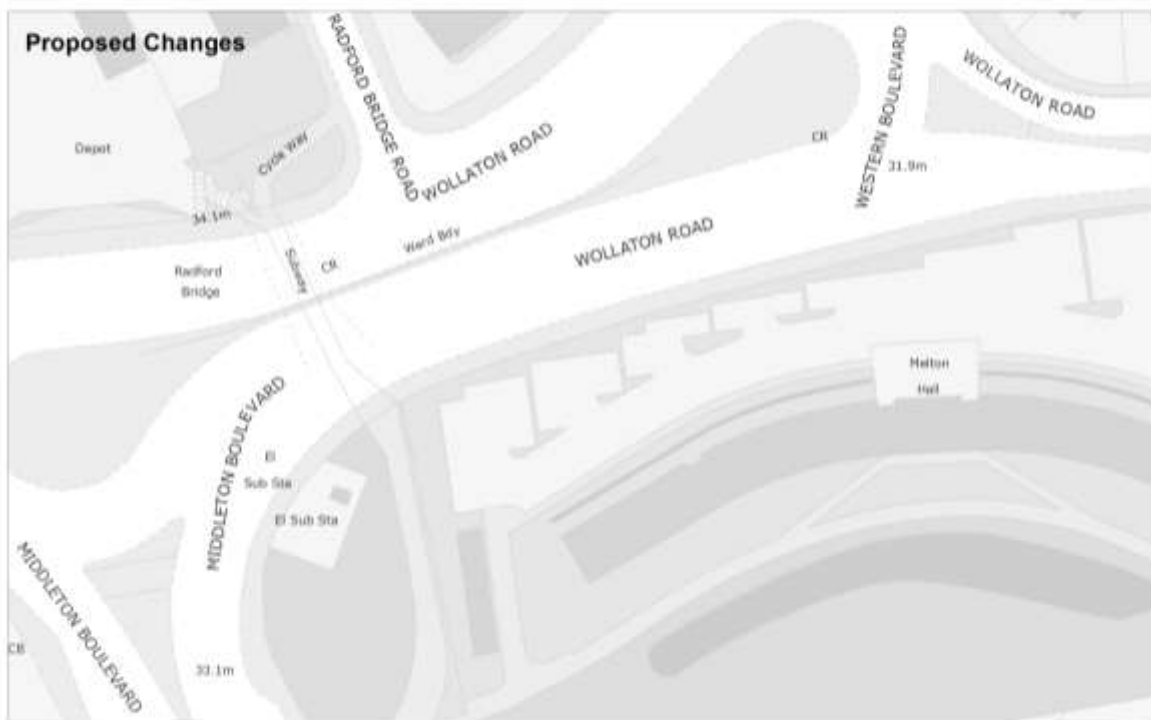 Proposed Changes
RADFORD BRIDGE ROAD
WOLLATON ROAD
WESTERN BOULEVARD
WOLLATON ROAD
Depot
Cycle Way
CR
31.9m
34.1m
Subway
CR
Ward Bdy
WOLLATON ROAD
Radford
Bridge
Melton
Hall
MIDDLETON BOULEVARD
El
Sub Sta
El Sub Sta
MIDDLETON BOULEVARD
CB
33.1m